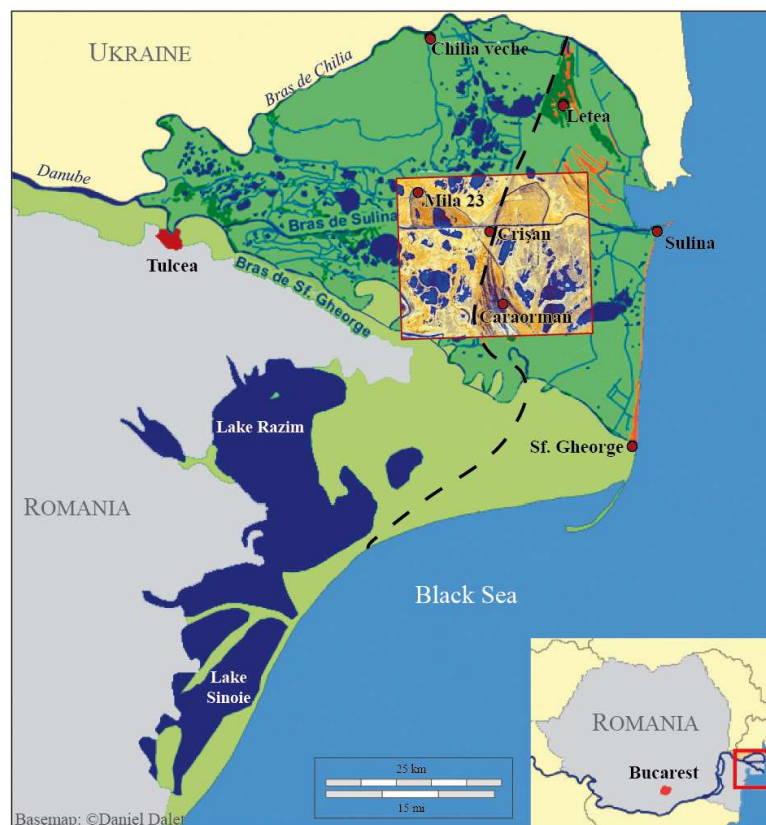 UKRAINE
Bras de Chilia
Chilia veche
Letea
Danube
Mila 23
Bras de Sulina
Crişan
Sulina
Tulcea
Bras de Sf. Gheorge
Caraorman
Lake Razim
Sf. Gheorge
ROMANIA
Black Sea
Lake
Sinoie
ROMANIA
25 km
Bucarest
15 mi
Basemap: ©Daniel Dalet